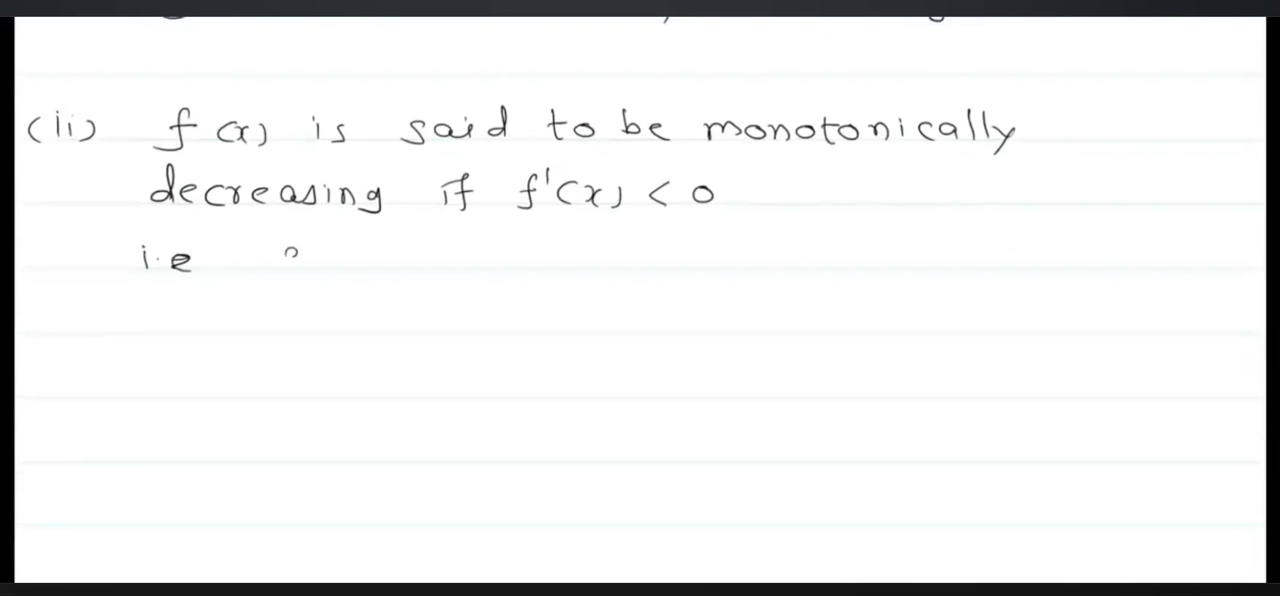 (ii) f(x) is said to be monotonically
decreasing if f'(x) < 0
i.e